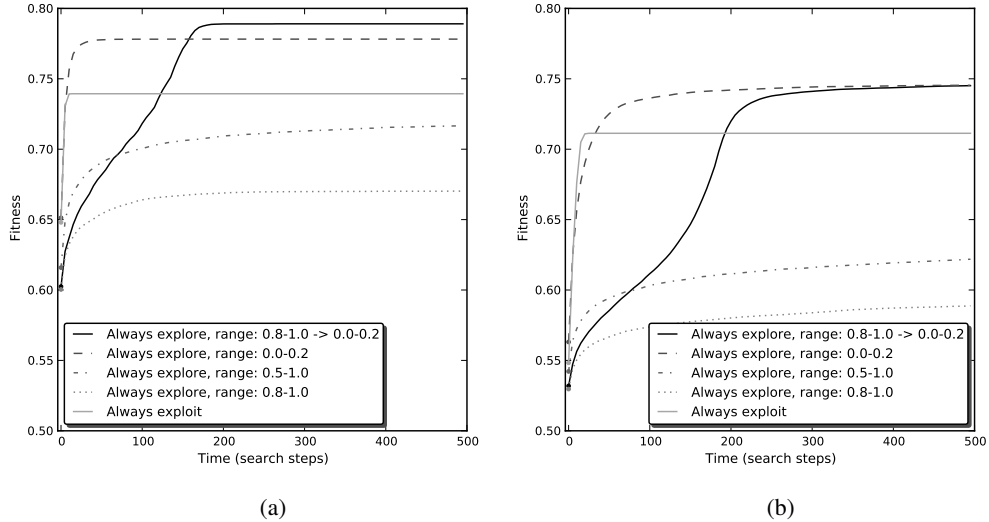 0.80
0.75
0.70
0.65
0.60
0.55
0.50
Fitness
Always explore, range: 0.8-1.0 -> 0.0-0.2
Always explore, range: 0.0-0.2
Always explore, range: 0.5-1.0
Always explore, range: 0.8-1.0
Always exploit
0 100 200 300 400 500
Time (search steps)
(a)
0.80
0.75
0.70
0.65
0.60
0.55
0.50
Fitness
Always explore, range: 0.8-1.0 -> 0.0-0.2
Always explore, range: 0.0-0.2
Always explore, range: 0.5-1.0
Always explore, range: 0.8-1.0
Always exploit
0 100 200 300 400 500
Time (search steps)
(b)